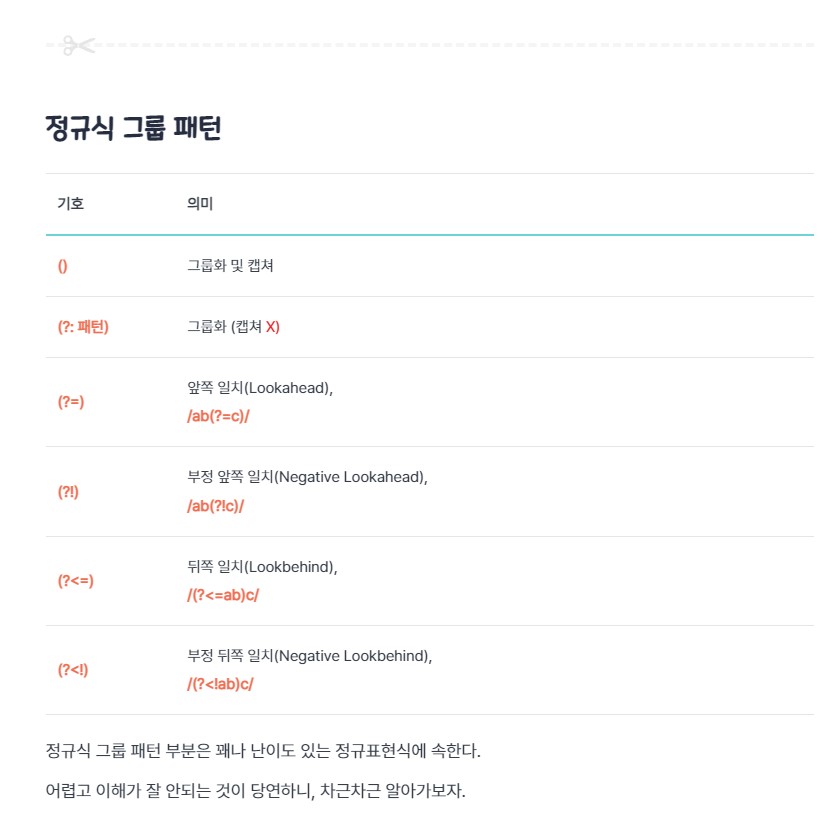 정규식 그룹 패턴
기호 의미
() 그룹화 및 캡쳐
(?: 패턴) 그룹화 (캡쳐 X)
(?=) 앞쪽 일치(Lookahead),
/ab(?=c)/
(?!) 부정 앞쪽 일치(Negative Lookahead),
/ab(?!c)/
(?<=) 뒤쪽 일치(Lookbehind),
/(?<=ab)c/
(?<!) 부정 뒤쪽 일치(Negative Lookbehind),
/(?<!ab)c/
정규식 그룹 패턴 부분은 꽤나 난이도 있는 정규표현식에 속한다.
어렵고 이해가 잘 안되는 것이 당연하니, 차근차근 알아가보자.